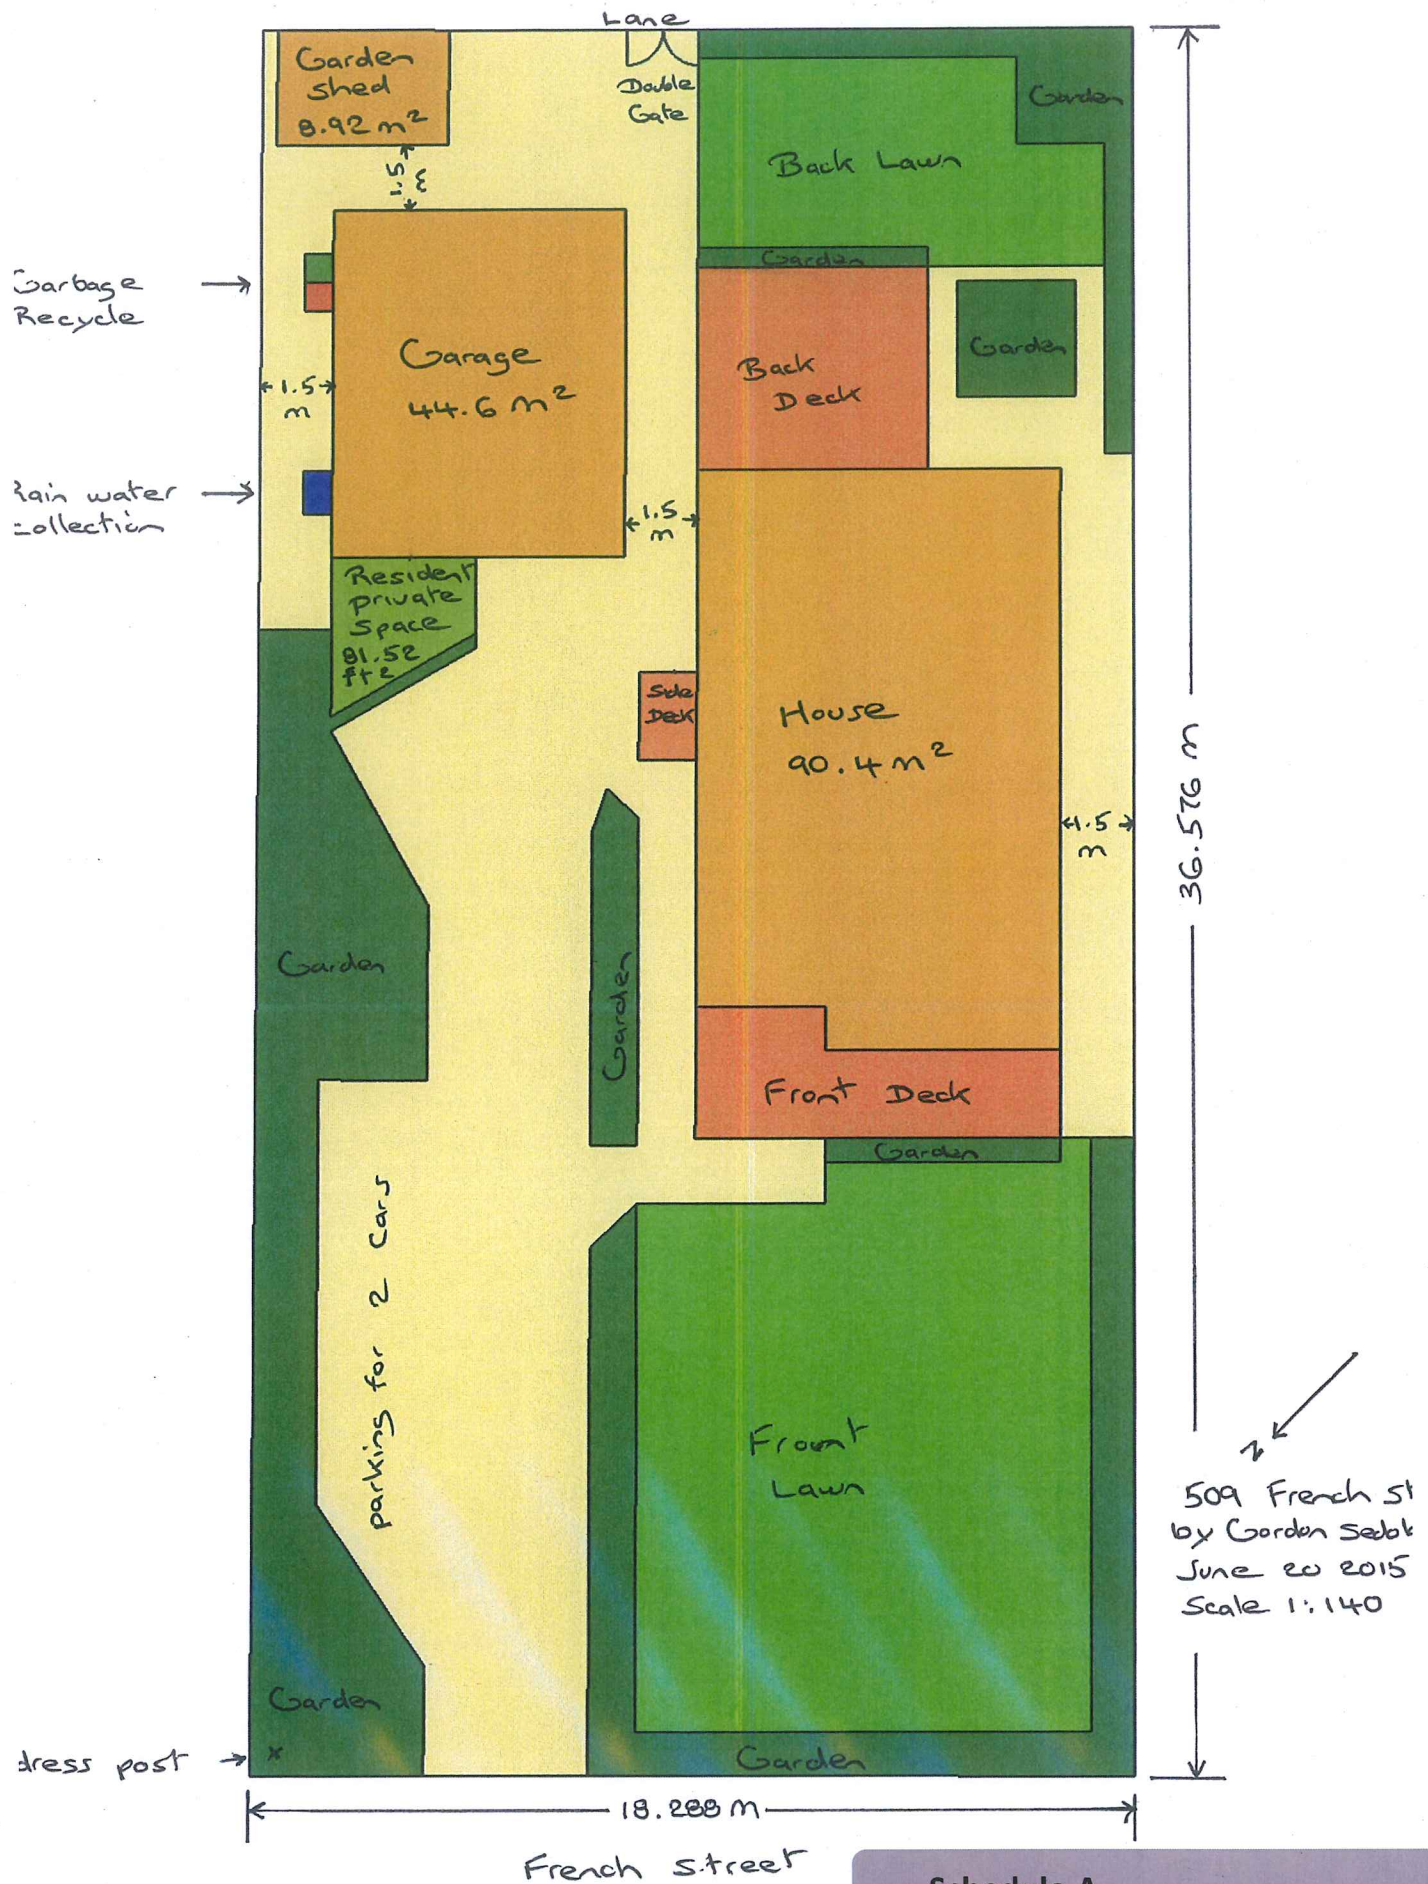 Lane
Garden
shed
8.92 m²
Double
Gate
Garden
Back Lawn
1.5
m
Garden
Garbage
Recycle
Garage
44.6 m²
Back
Deck
Garden
1.5
m
Rain water
collection
1.5
m
Resident
private
space
81.52
ft2
Side
Deck
House
90.4 m²
1.5
m
36.576 m
Garden
Garden
Front Deck
Garden
parking for 2 cars
Front
Lawn
N
509 French St
by Gordon
June 20 2015
Scale 1:140
Garden
x
dress post
Garden
18.288 m
French Street
Schedule A